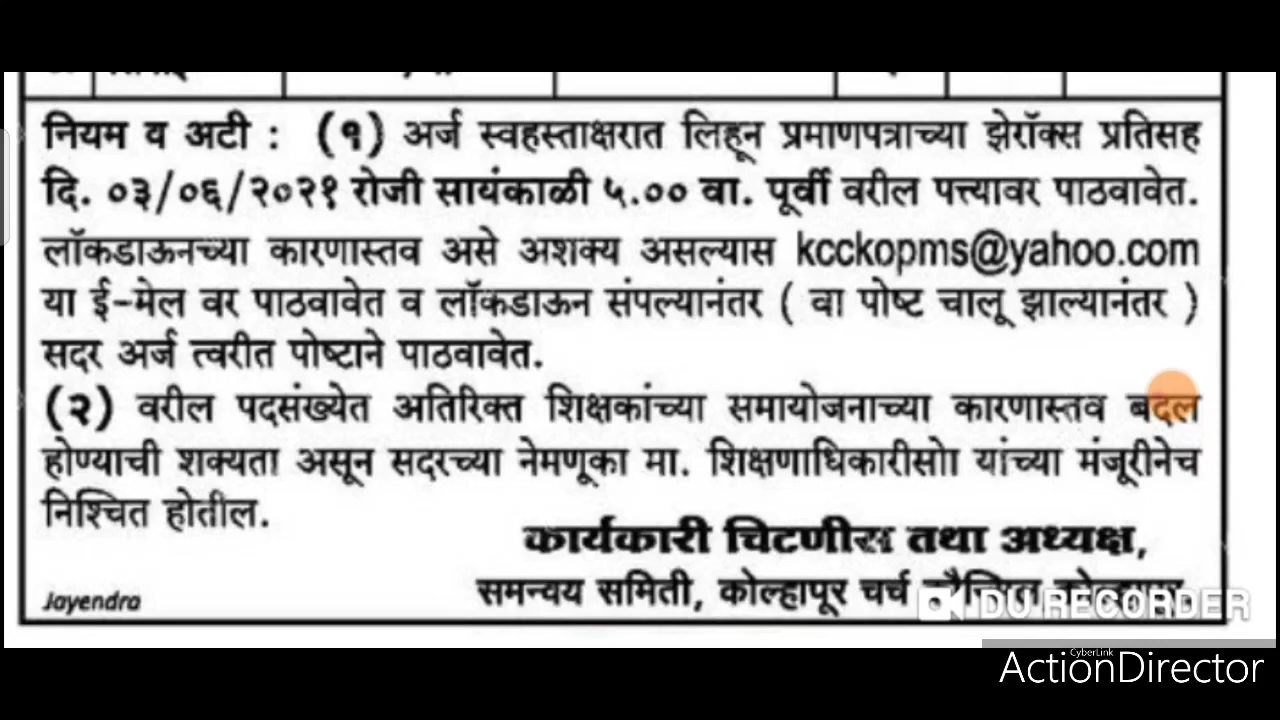 नियम व अटी : (१) अर्ज स्वहस्ताक्षरात लिहून प्रमाणपत्राच्या झेरॉक्स प्रतिसह
दि. ०३/०६/२०२१ रोजी सायंकाळी ५.०० वा. पूर्वी वरील पत्त्यावर पाठवावेत.
लॉकडाऊनच्या कारणास्तव असे अशक्य असल्यास kcckopms@yahoo.com
या ई-मेल वर पाठवावेत व लॉकडाऊन संपल्यानंतर ( वा पोष्ट चालू झाल्यानंतर )
सदर अर्ज त्वरीत पोष्टाने पाठवावेत.
(२) वरील पदसंख्येत अतिरिक्त शिक्षकांच्या समायोजनाच्या कारणास्तव बदल
होण्याची शक्यता असून सदरच्या नेमणूका मा. शिक्षणाधिकारीसाो यांच्या मंजूरीनेच
निश्चित होतील.
कार्यकारी चिटणीस तथा अध्यक्ष,
समन्वय समिती, कोल्हापूर चर्च
Jayendra
DU RECORDER
CyberLink
ActionDirector